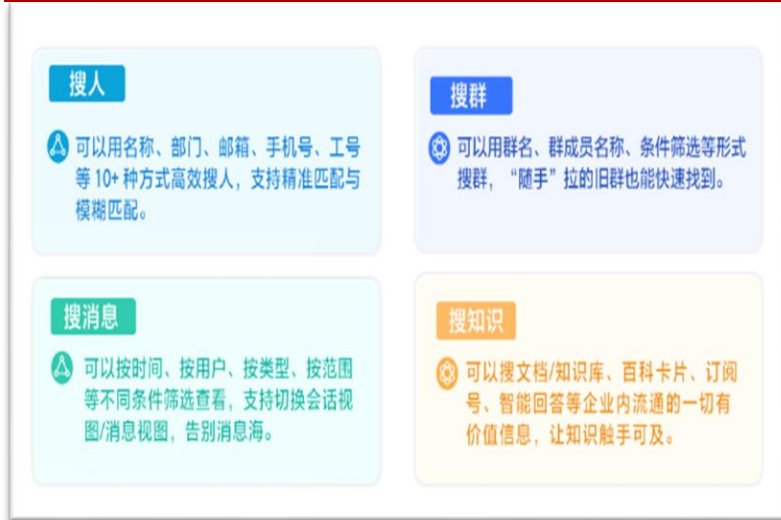 搜人
可以用名称、部门、邮箱、手机号、工号
等 10+ 种方式高效搜人，支持精准匹配与
模糊匹配。
搜群
可以用群名、群成员名称、条件筛选等形式
搜群，“随手”拉的旧群也能快速找到。
搜消息
可以按时间、按用户、按类型、按范围
等不同条件筛选查看，支持切换会话视
图/消息视图，告别消息海。
搜知识
可以搜文档/知识库、百科卡片、订阅
号、智能回答等企业内流通的一切有
价值信息，让知识触手可及。